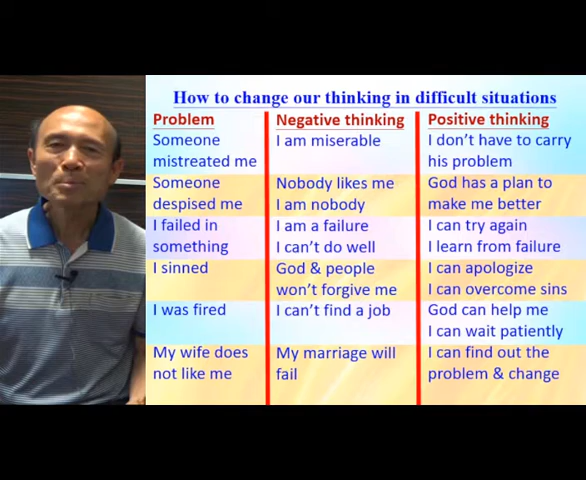 How to change our thinking in difficult situations
Problem Negative thinking Positive thinking
Someone I am miserable I don't have to carry
mistreated me his problem
Someone Nobody likes me God has a plan to
despised me I am nobody make me better
I failed in I am a failure I can try again
something I can't do well I learn from failure
I sinned God & people I can apologize
won't forgive me I can overcome sins
I was fired I can't find a job God can help me
I can wait patiently
My wife does My marriage will I can find out the
not like me fail problem & change